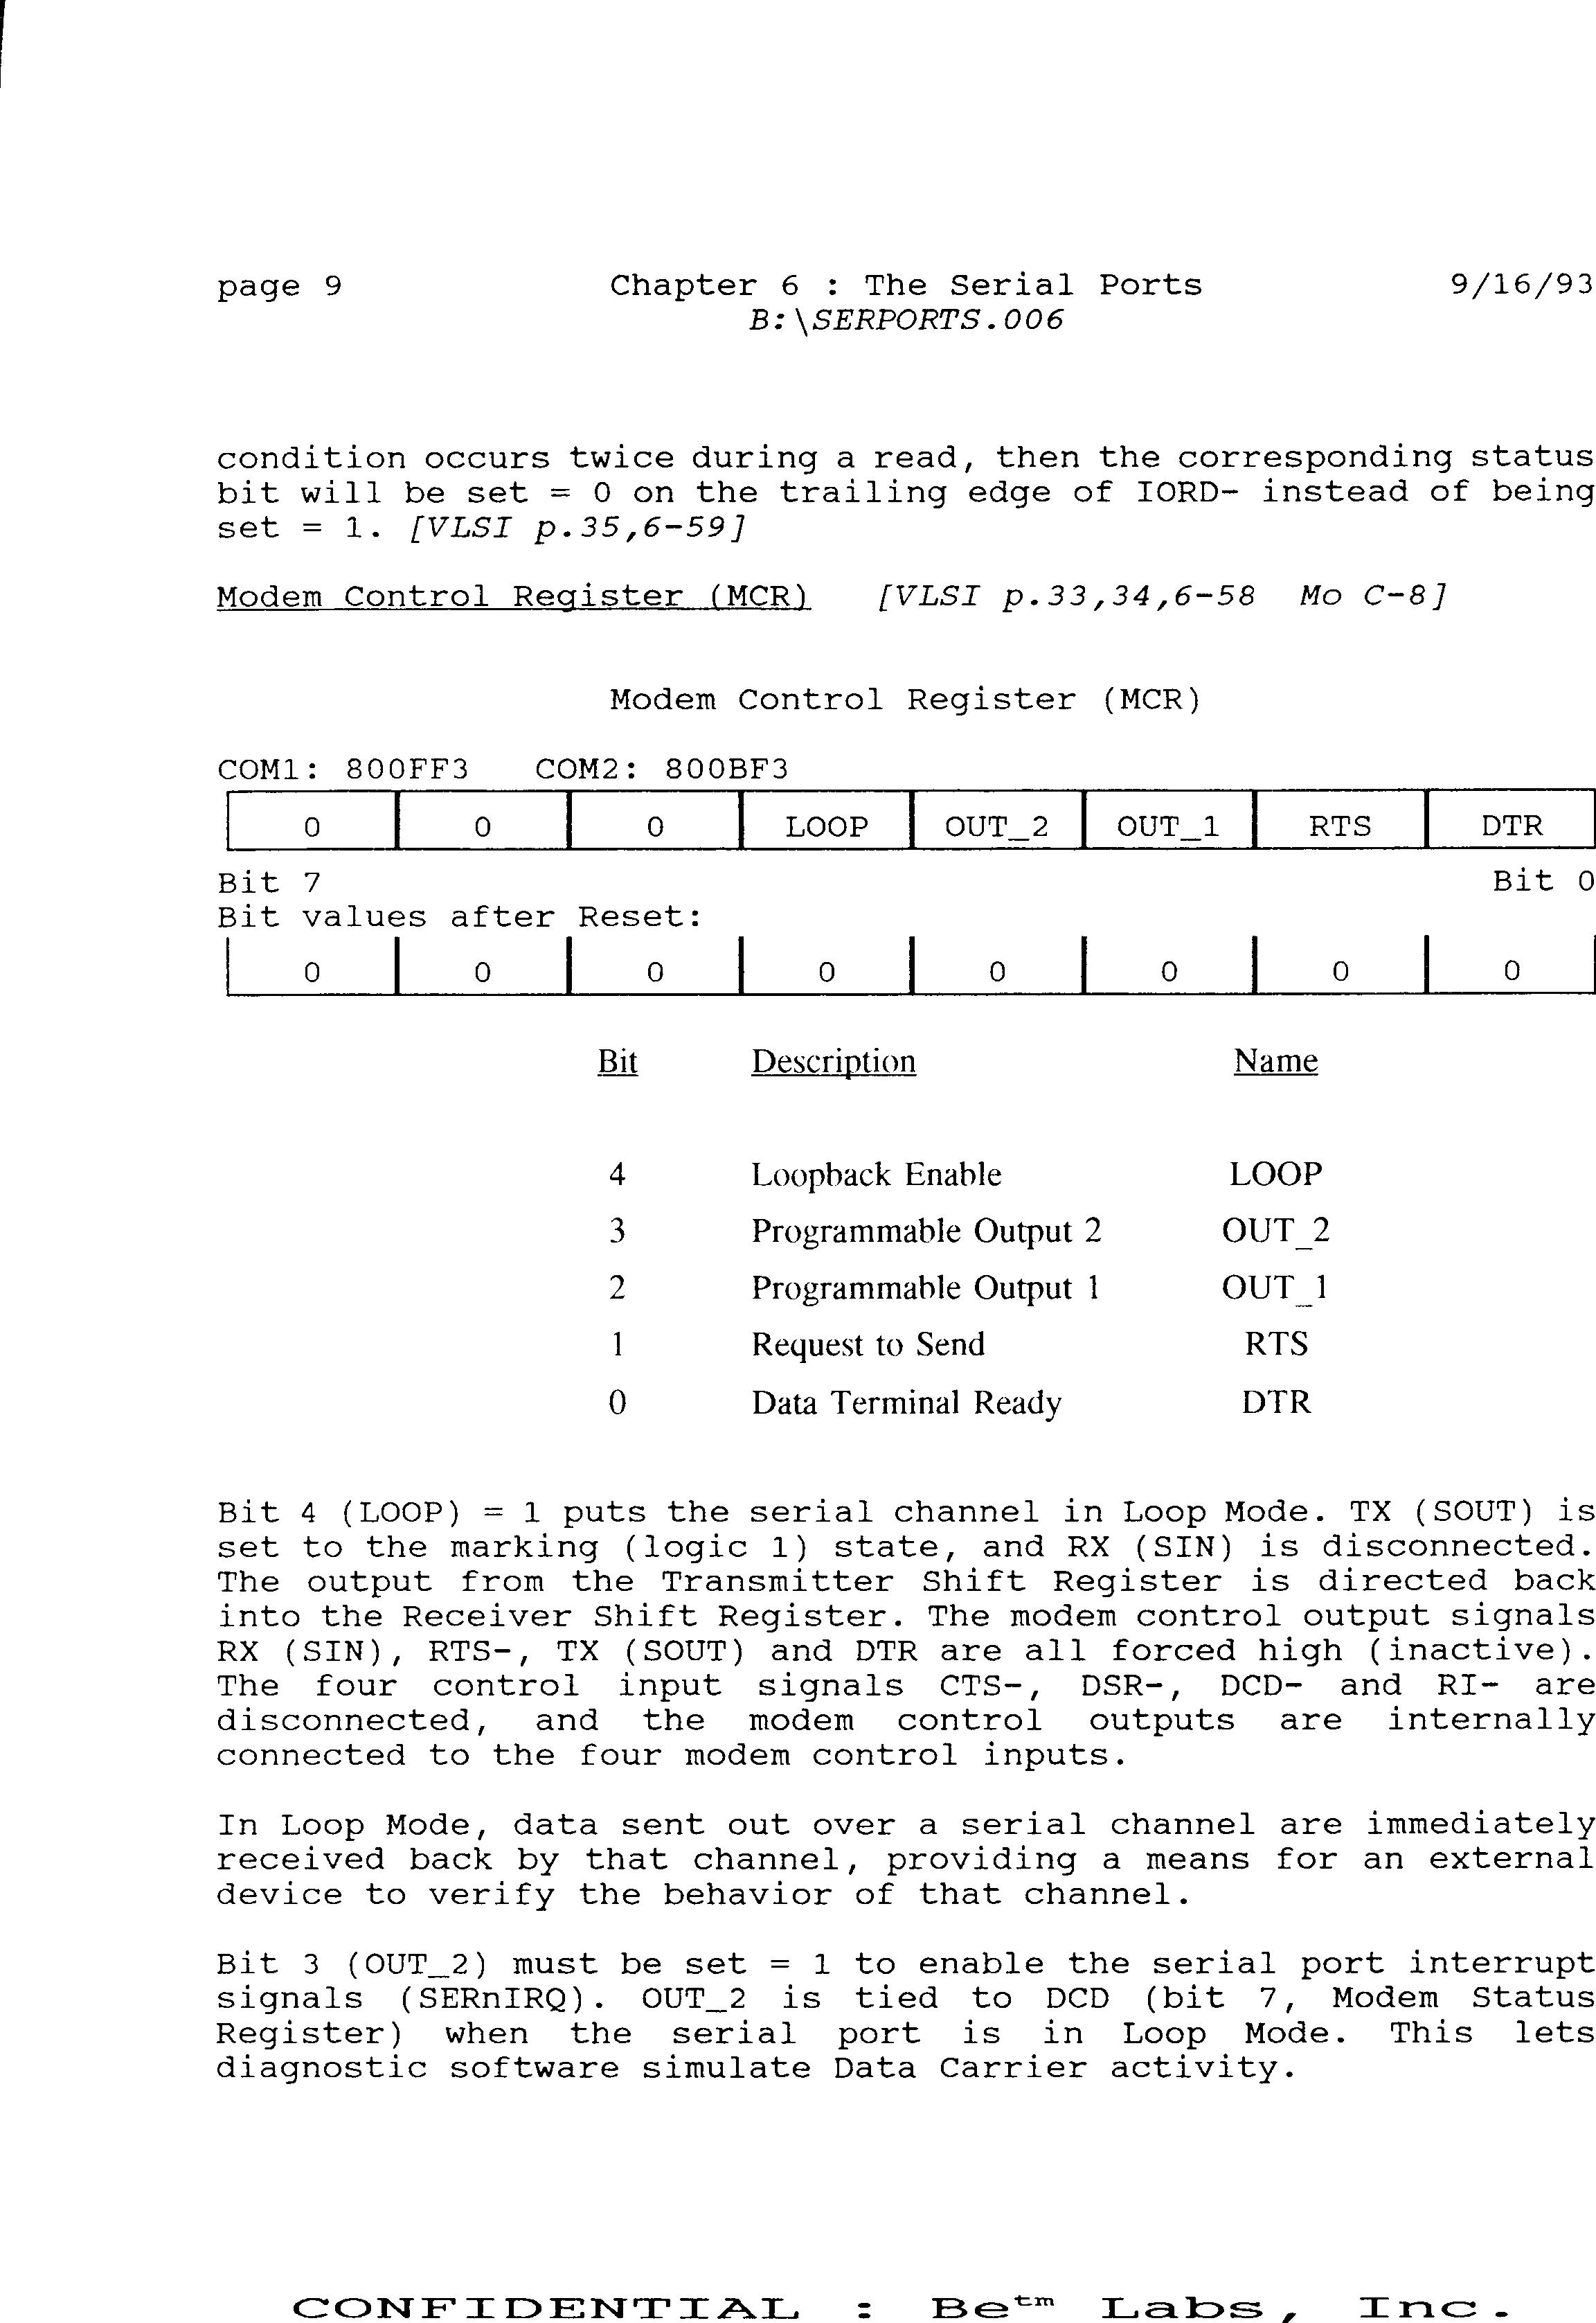 page 9 Chapter 6 : The Serial Ports 9/16/93
B:\SERPORTS.006
condition occurs twice during a read, then the corresponding status
bit will be set = 0 on the trailing edge of IORD- instead of being
set = 1. [VLSI p.35,6-59]
Modem Control Register (MCR) [VLSI p.33,34,6-58 Mo C-8]
Modem Control Register (MCR)
COM1: 800FF3 COM2: 800BF3
0 0 0 LOOP OUT_2 OUT_1 RTS DTR
Bit 7 Bit 0
Bit values after Reset:
0 0 0 0 0 0 0 0
Bit Description Name
4 Loopback Enable LOOP
3 Programmable Output 2 OUT_2
2 Programmable Output 1 OUT_1
1 Request to Send RTS
0 Data Terminal Ready DTR
Bit 4 (LOOP) = 1 puts the serial channel in Loop Mode. TX (SOUT) is
set to the marking (logic 1) state, and RX (SIN) is disconnected.
The output from the Transmitter Shift Register is directed back
into the Receiver Shift Register. The modem control output signals
RX (SIN), RTS-, TX (SOUT) and DTR are all forced high (inactive).
The four control input signals CTS-, DSR-, DCD- and RI- are
disconnected, and the modem control outputs are internally
connected to the four modem control inputs.
In Loop Mode, data sent out over a serial channel are immediately
received back by that channel, providing a means for an external
device to verify the behavior of that channel.
Bit 3 (OUT_2) must be set = 1 to enable the serial port interrupt
signals (SERnIRQ). OUT_2 is tied to DCD (bit 7, Modem Status
Register) when the serial port is in Loop Mode. This lets
diagnostic software simulate Data Carrier activity.
CONFIDENTIAL : Be™ Labs, Inc.